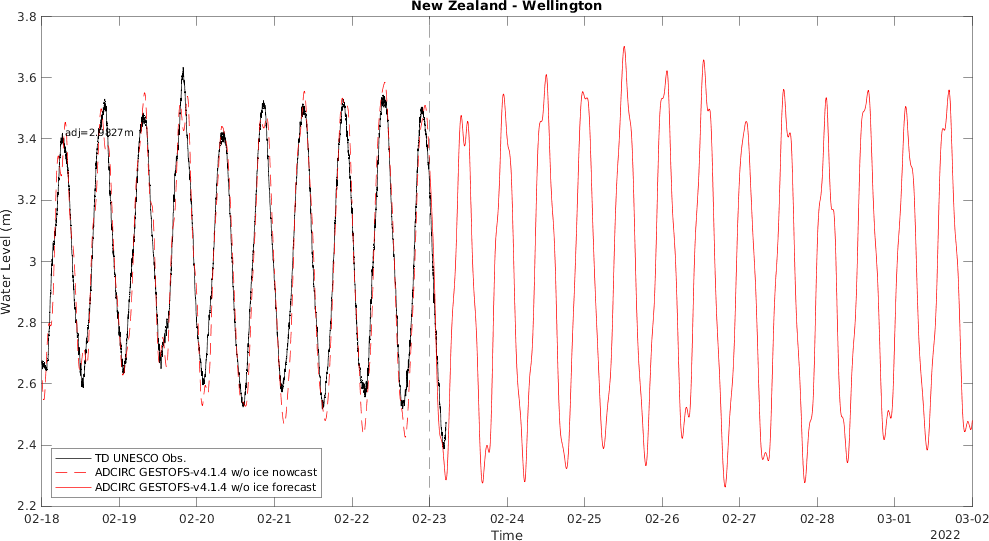 New Zealand - Wellington
3.8
3.6
3.4
3.2
3
2.8
2.6
2.4
2.2
Water Level (m)
adj=2.9827m
TD UNESCO Obs.
ADCIRC GESTOFS-v4.1.4 w/o ice nowcast
ADCIRC GESTOFS-v4.1.4 w/o ice forecast
02-18 02-19 02-20 02-21 02-22 02-23 02-24 02-25 02-26 02-27 02-28 03-01 03-02
Time
2022